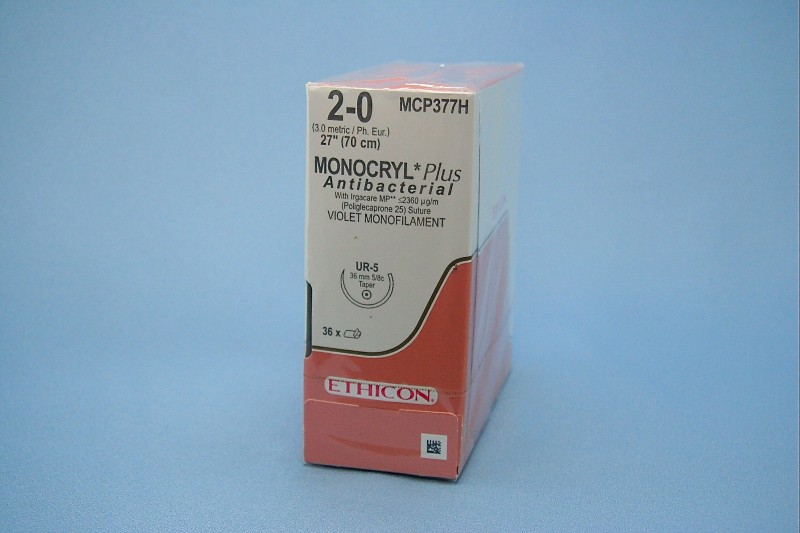 2-0 MCP377H
(3.0 metric / Ph. Eur.)
27" (70 cm)
MONOCRYL* Plus
Antibacterial
With Irgacare MP** ≤2360 µg/m
(Poliglecaprone 25) Suture
VIOLET MONOFILAMENT
UR-5
36 mm 5/8c
Taper
36 x
ETHICON.